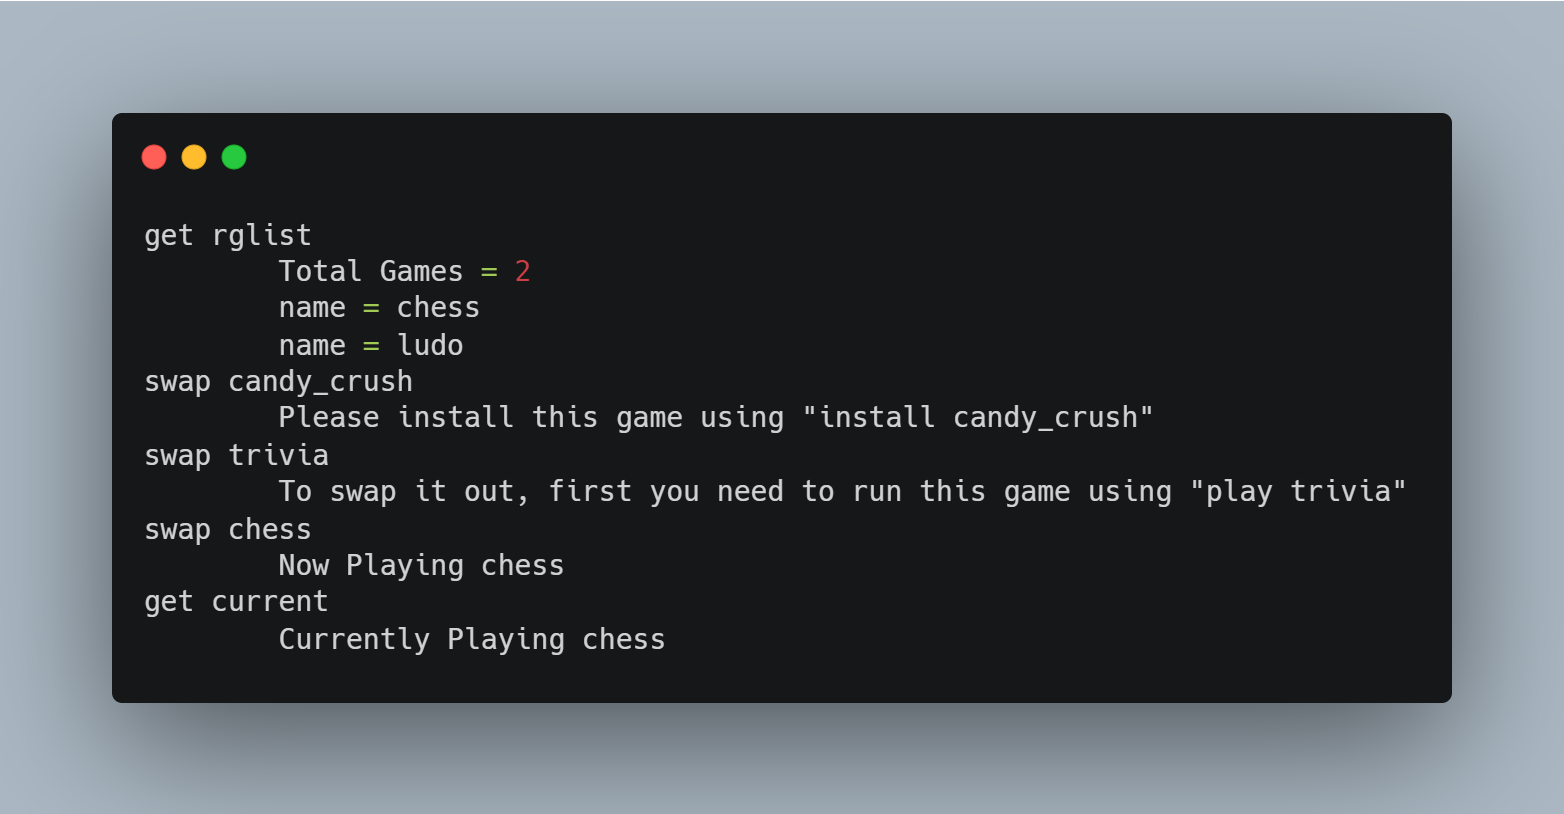 get rglist
Total Games = 2
name = chess
name = ludo
swap candy_crush
Please install this game using "install candy_crush"
swap trivia
To swap it out, first you need to run this game using "play trivia"
swap chess
Now Playing chess
get current
Currently Playing chess